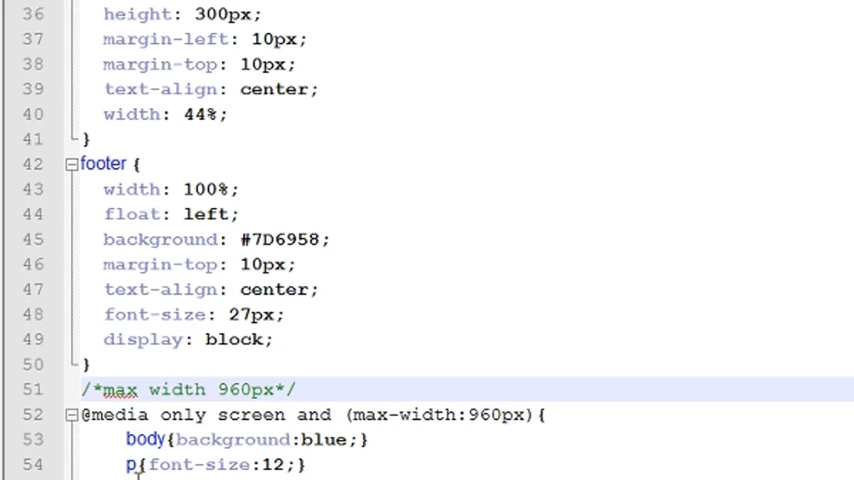 36 height: 300px;
37 margin-left: 10px;
38 margin-top: 10px;
39 text-align: center;
40 width: 44%;
41 }
42 footer {
43 width: 100%;
44 float: left;
45 background: #7D6958;
46 margin-top: 10px;
47 text-align: center;
48 font-size: 27px;
49 display: block;
50 }
51 /*max width 960px*/
52 @media only screen and (max-width:960px){
53 body{background:blue;}
54 p{font-size:12;}